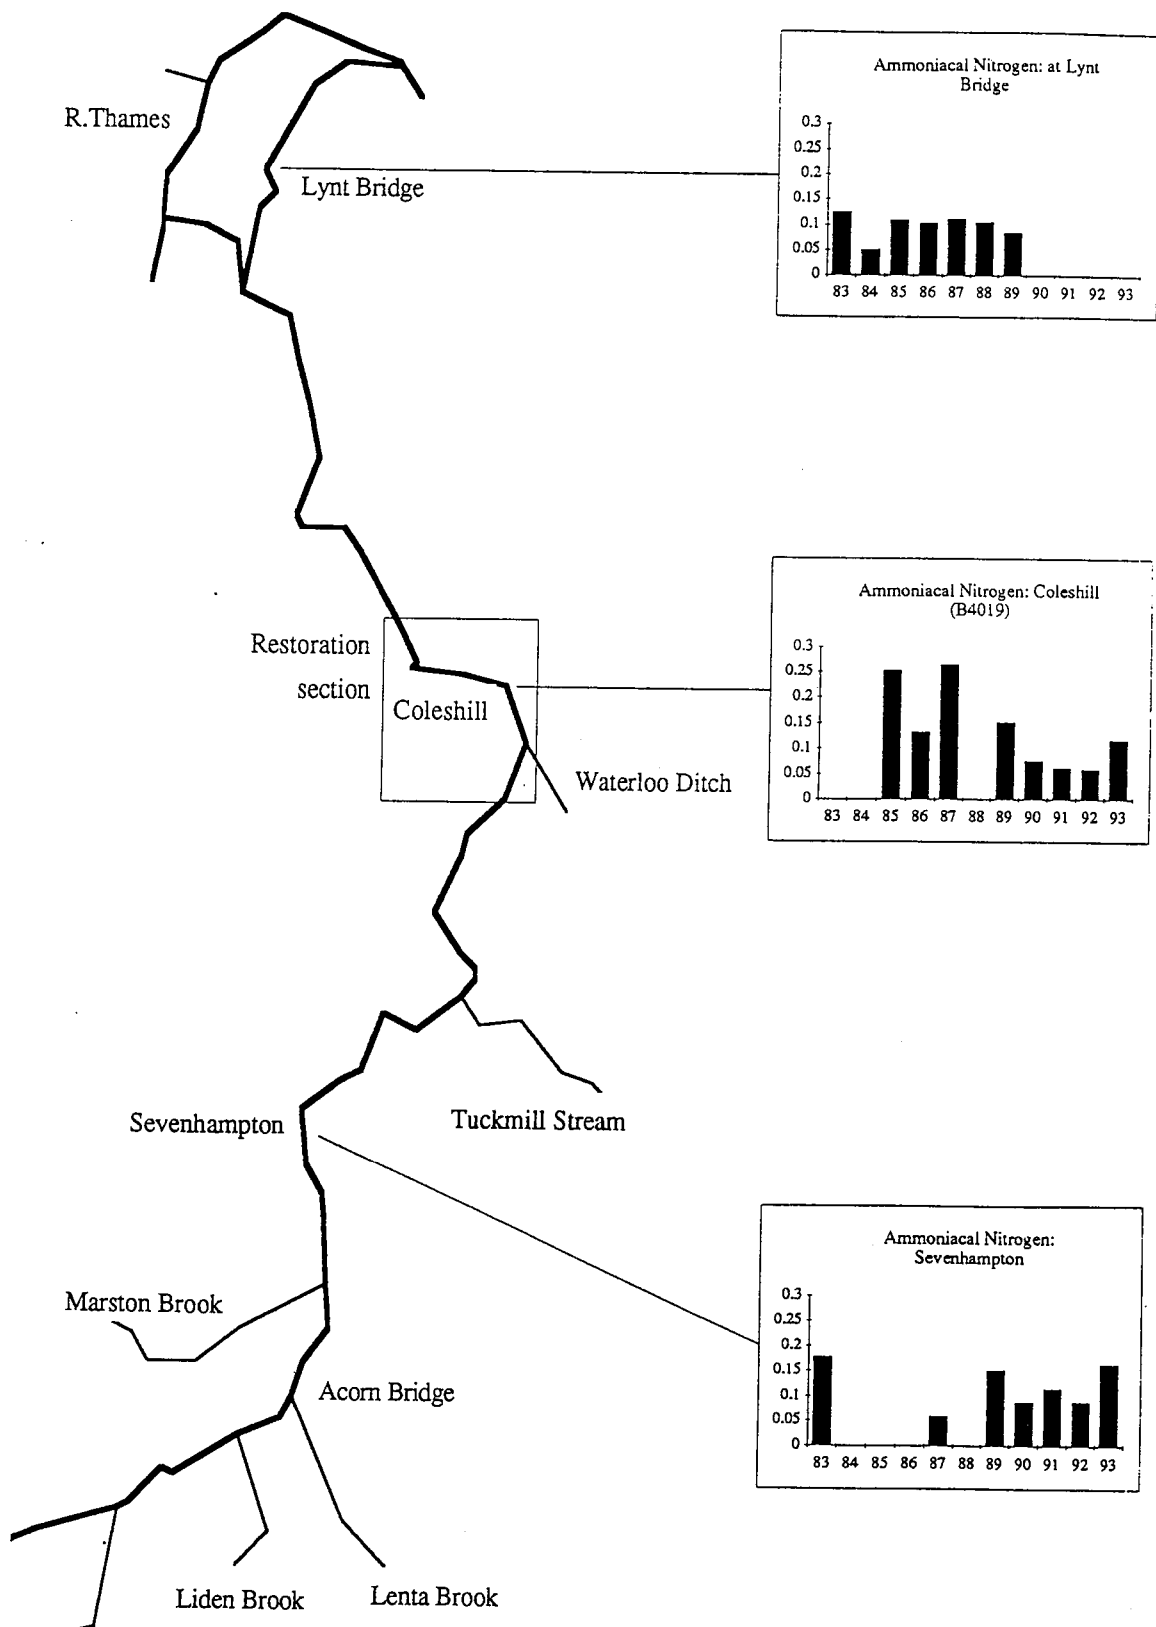 Ammoniacal Nitrogen: at Lynt
Bridge
0.3
0.25
0.2
0.15
0.1
0.05
0
83 84 85 86 87 88 89 90 91 92 93
R.Thames
Lynt Bridge
Ammoniacal Nitrogen: Coleshill
(B4019)
0.3
0.25
0.2
0.15
0.1
0.05
0
83 84 85 86 87 88 89 90 91 92 93
Restoration
section
Coleshill
Waterloo Ditch
Sevenhampton
Tuckmill Stream
Ammoniacal Nitrogen:
Sevenhampton
0.3
0.25
0.2
0.15
0.1
0.05
0
83 84 85 86 87 88 89 90 91 92 93
Marston Brook
Acorn Bridge
Liden Brook
Lenta Brook